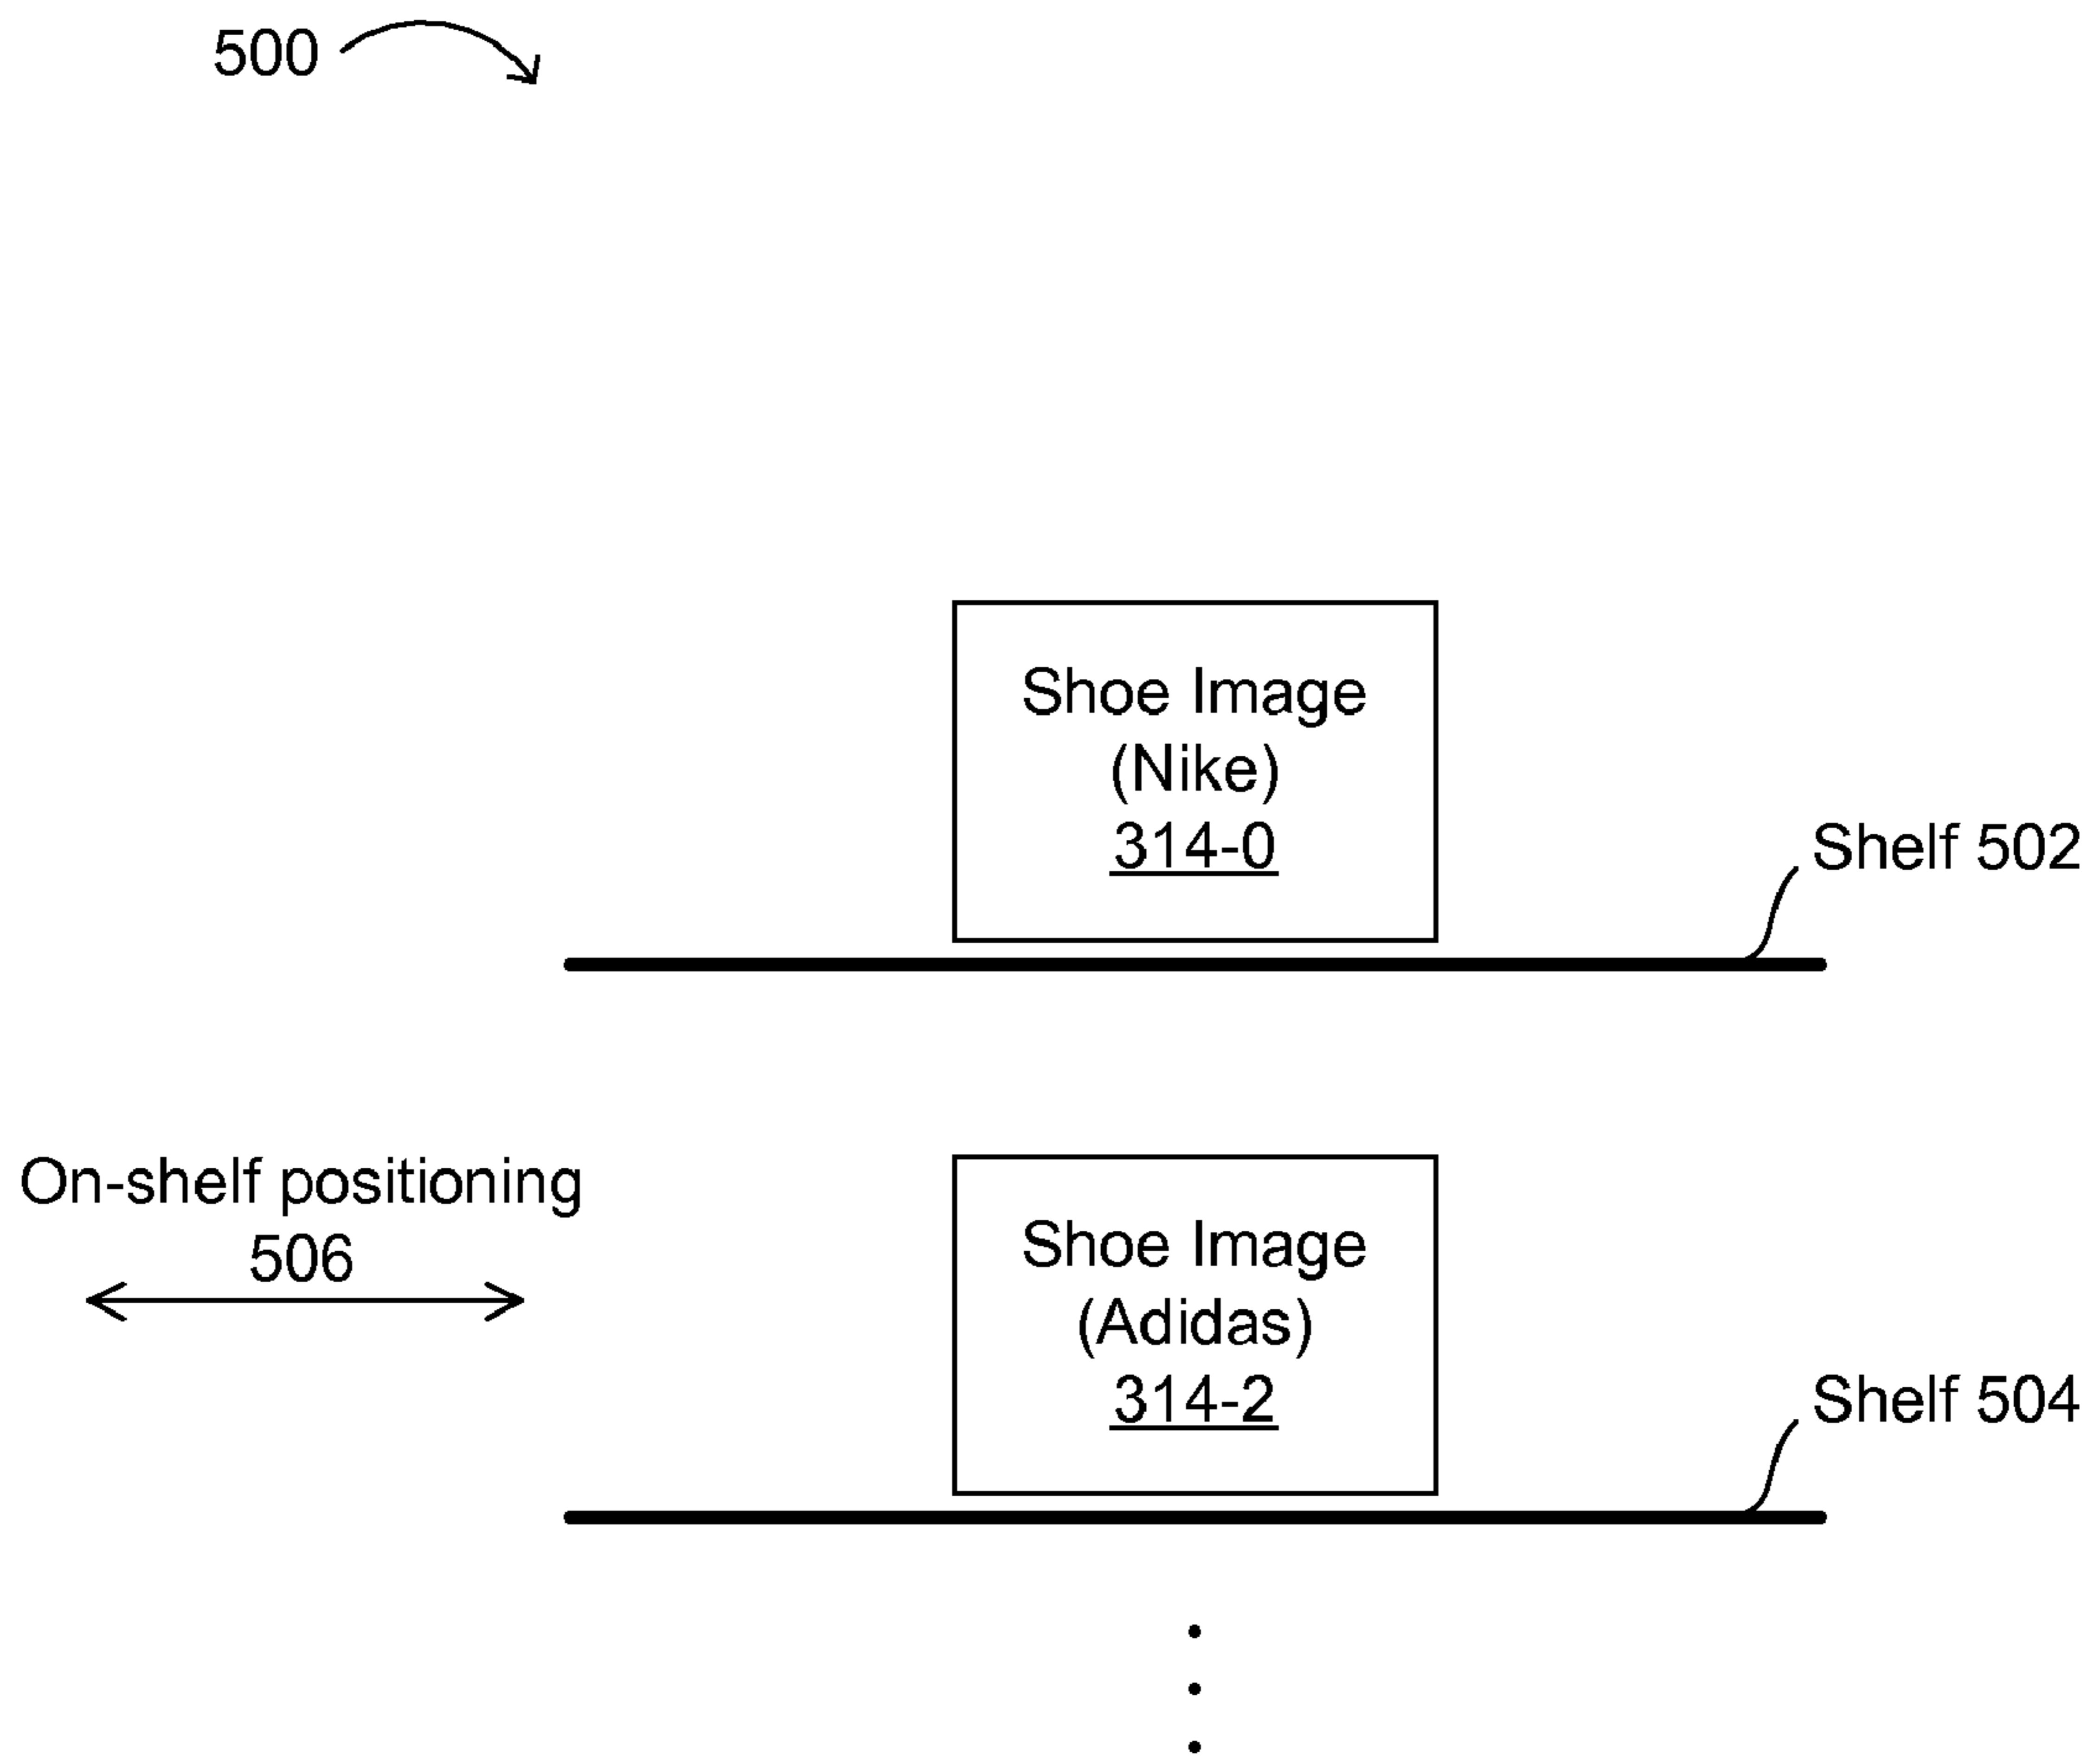 500
Shoe Image
(Nike)
314-0
Shelf 502
On-shelf positioning
506
Shoe Image
(Adidas)
314-2
Shelf 504